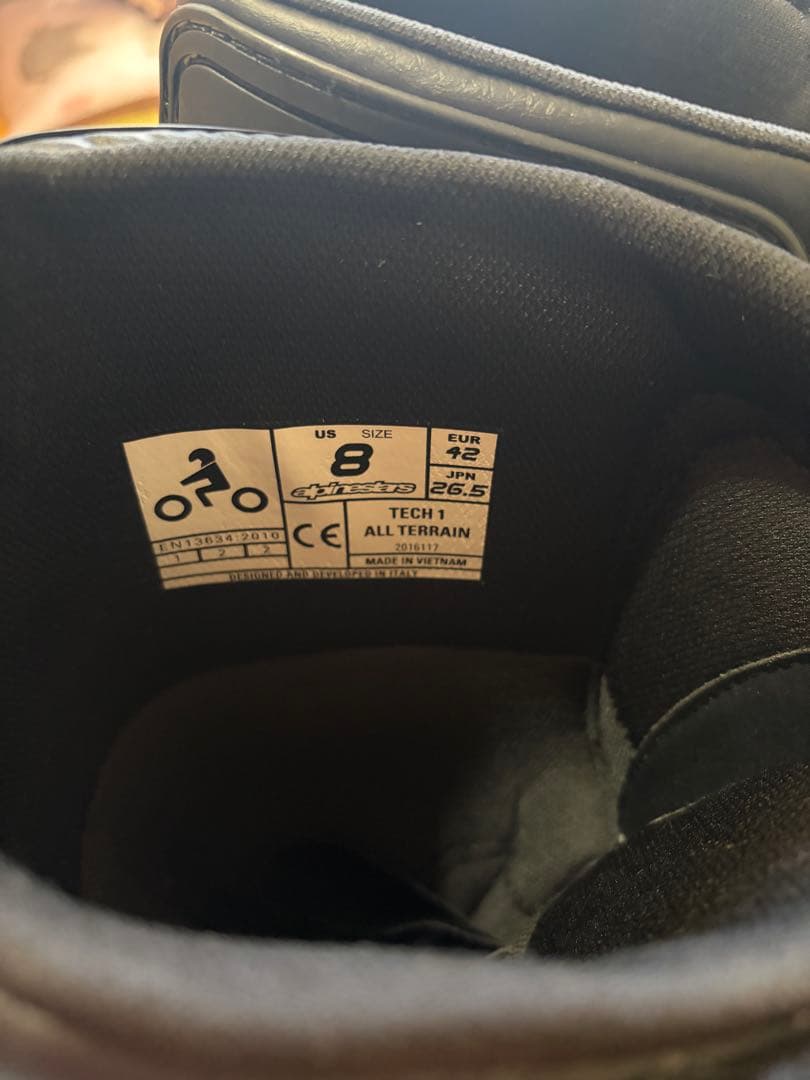 US SIZE
8
alpinestars
EUR
42
JPN
26.5
EN13634:2010
1 2 2
CE
TECH 1
ALL TERRAIN
2016117
MADE IN VIETNAM
DESIGNED AND DEVELOPED IN ITALY